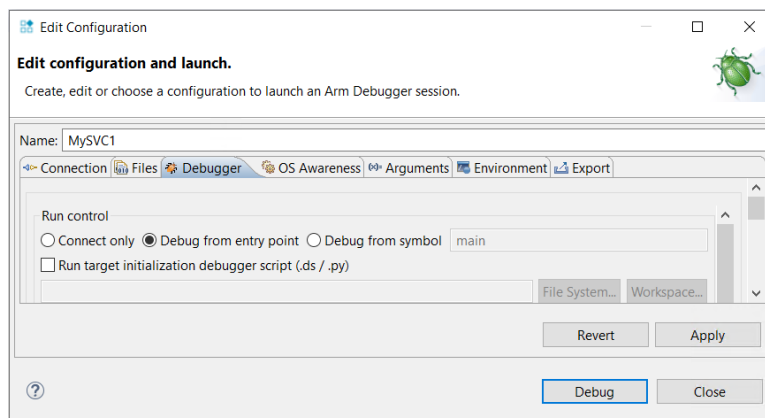 Edit Configuration
Edit configuration and launch.
Create, edit or choose a configuration to launch an Arm Debugger session.
Name: MySVC1
Connection Files Debugger OS Awareness Arguments Environment Export
Run control
Connect only Debug from entry point Debug from symbol main
Run target initialization debugger script (.ds / .py)
File System... Workspace...
Revert Apply
? Debug Close